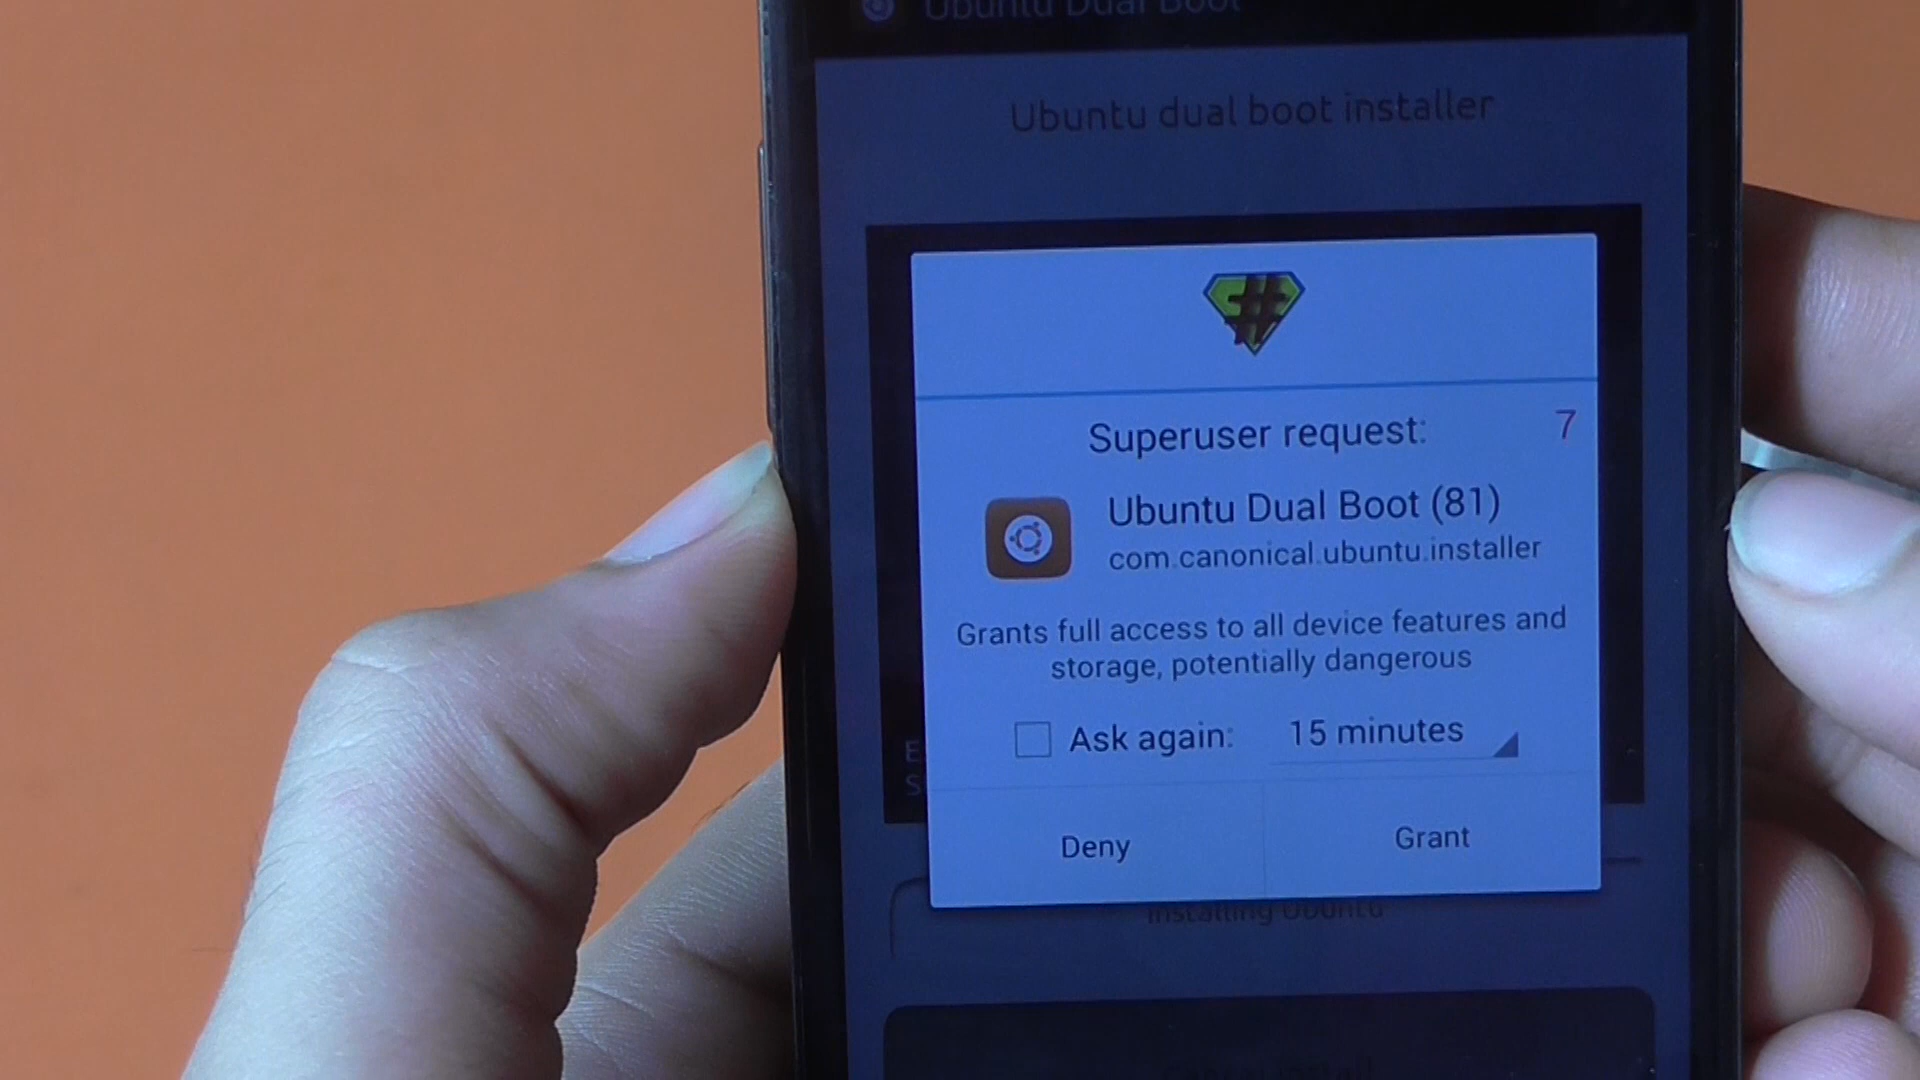 Ubuntu Dual Boot
Ubuntu dual boot installer
#
Superuser request:
7
Ubuntu Dual Boot (81)
com.canonical.ubuntu.installer
Grants full access to all device features and
storage, potentially dangerous
Ask again:
15 minutes
E
S
Deny
Grant
Installing Ubuntu